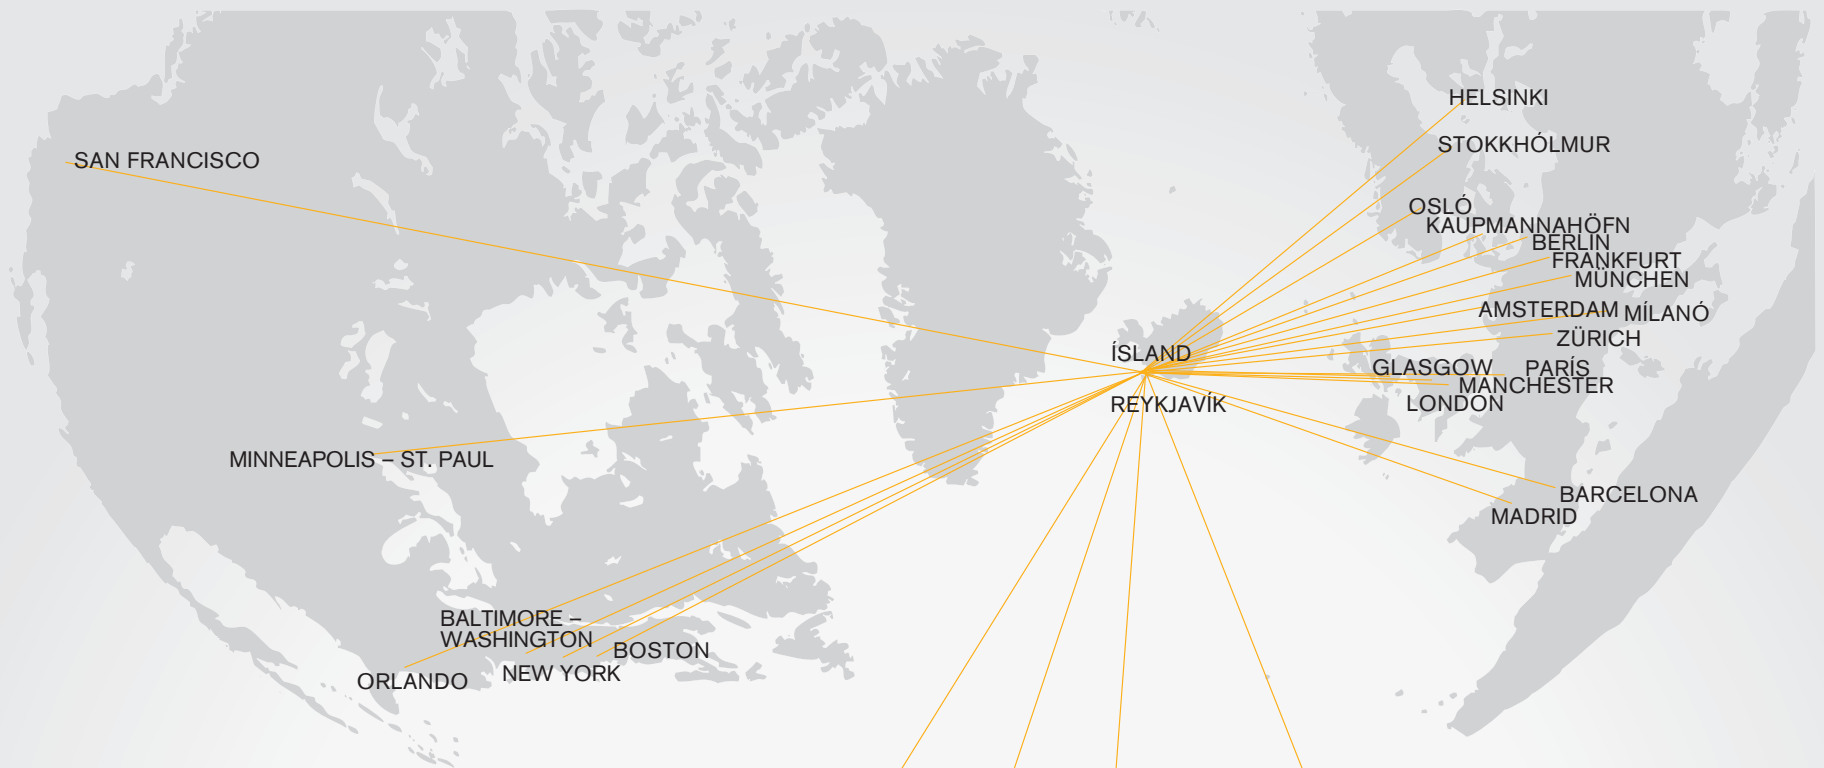 HELSINKI
STOKKHÓLMUR
SAN FRANCISCO
OSLÓ
KAUPMANNAHÖFN
BERLÍN
FRANKFURT
MÜNCHEN
AMSTERDAM
MÍLANÓ
ZÜRICH
ÍSLAND
GLASGOW
PARÍS
MANCHESTER
LONDON
REYKJAVÍK
MINNEAPOLIS – ST. PAUL
BARCELONA
MADRID
BALTIMORE –
WASHINGTON
BOSTON
NEW YORK
ORLANDO